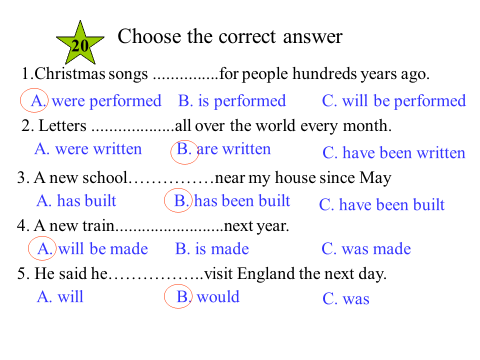 20
Choose the correct answer
1.Christmas songs ...............for people hundreds years ago.
A. were performed B. is performed C. will be performed
2. Letters ...................all over the world every month.
A. were written B. are written C. have been written
3. A new school……………near my house since May
A. has built B. has been built C. have been built
4. A new train........................next year.
A. will be made B. is made C. was made
5. He said he……………..visit England the next day.
A. will B. would C. was